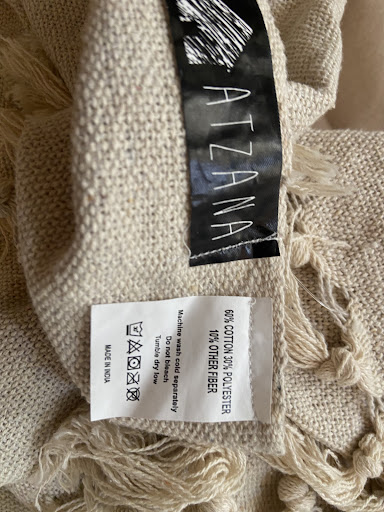 ATZANA
60% COTTON 30% POLYESTER
10% OTHER FIBER
Machine wash cold separately
Do not bleach
Tumble dry low
MADE IN INDIA